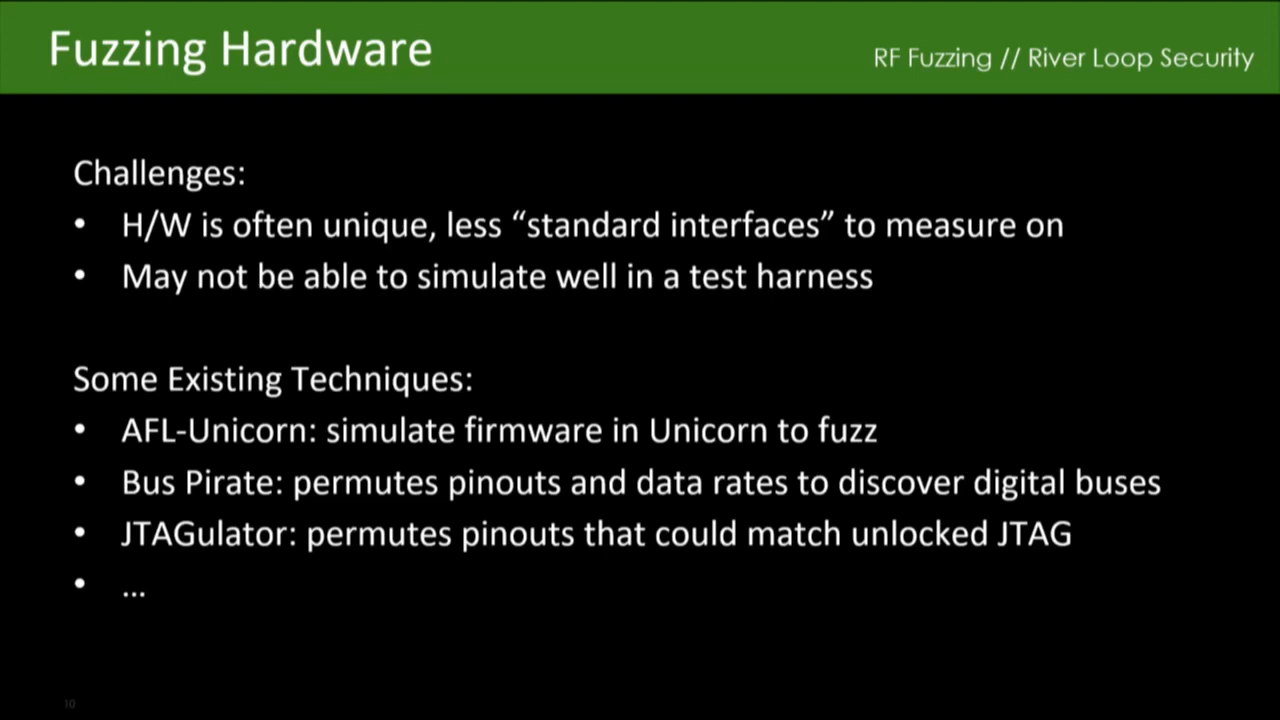 Fuzzing Hardware
RF Fuzzing // River Loop Security
Challenges:
• H/W is often unique, less “standard interfaces” to measure on
• May not be able to simulate well in a test harness
Some Existing Techniques:
• AFL-Unicorn: simulate firmware in Unicorn to fuzz
• Bus Pirate: permutes pinouts and data rates to discover digital buses
• JTAGulator: permutes pinouts that could match unlocked JTAG
• ...
10